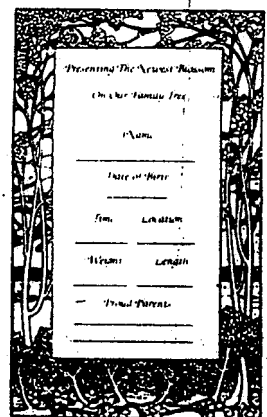 Presenting The Newest Blossom
On Our Family Tree
Name
Date of Birth
Time Location
Weight Length
Proud Parents